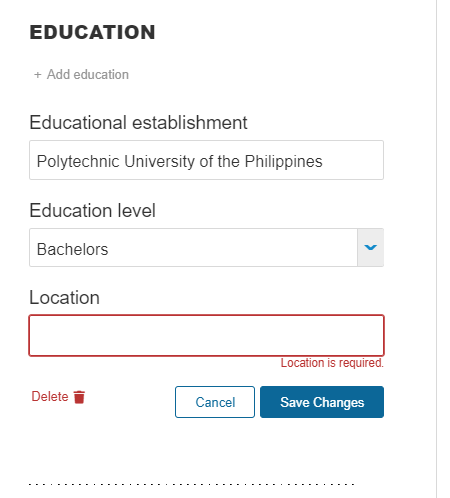 EDUCATION
+ Add education
Educational establishment
Polytechnic University of the Philippines
Education level
Bachelors
Location
Location is required.
Delete
Cancel
Save Changes